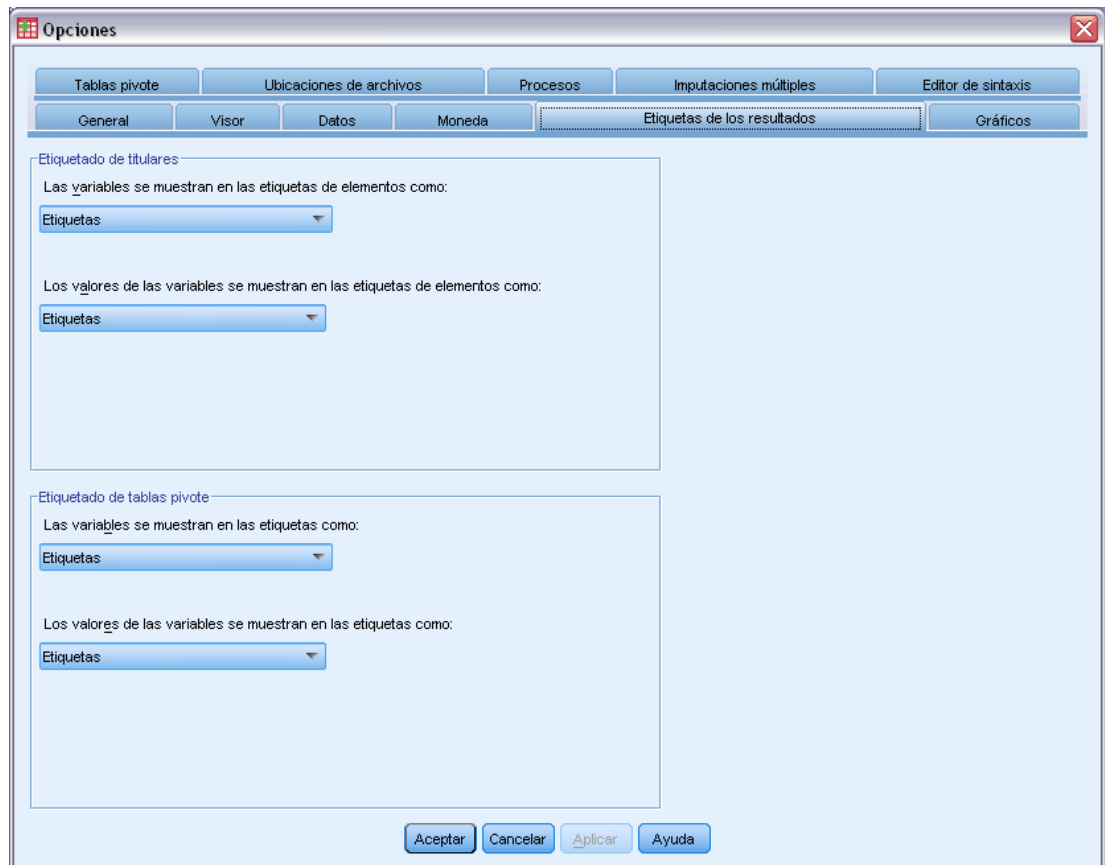 Opciones
Tablas pivote Ubicaciones de archivos Procesos Imputaciones múltiples Editor de sintaxis
General Visor Datos Moneda Etiquetas de los resultados Gráficos
Etiquetado de titulares
Las variables se muestran en las etiquetas de elementos como:
Etiquetas
Los valores de las variables se muestran en las etiquetas de elementos como:
Etiquetas
Etiquetado de tablas pivote
Las variables se muestran en las etiquetas como:
Etiquetas
Los valores de las variables se muestran en las etiquetas como:
Etiquetas
Aceptar Cancelar Aplicar Ayuda